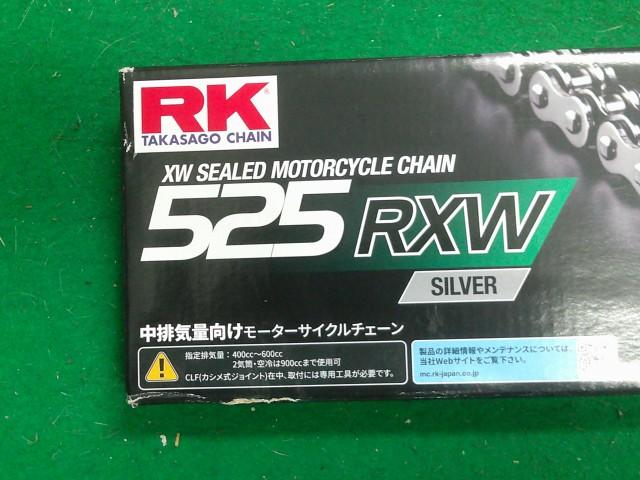 RK
TAKASAGO CHAIN
XW SEALED MOTORCYCLE CHAIN
525 RXW
SILVER
中排気量向けモーターサイクルチェーン
指定排気量：400cc～600cc
2気筒・空冷は900ccまで使用可
CLF(カシメ式ジョイント)在中、取付には専用工具が必要です。
製品の詳細情報やメンテナンスについては、
当社Webサイトをご覧下さい。
mc.rk-japan.co.jp